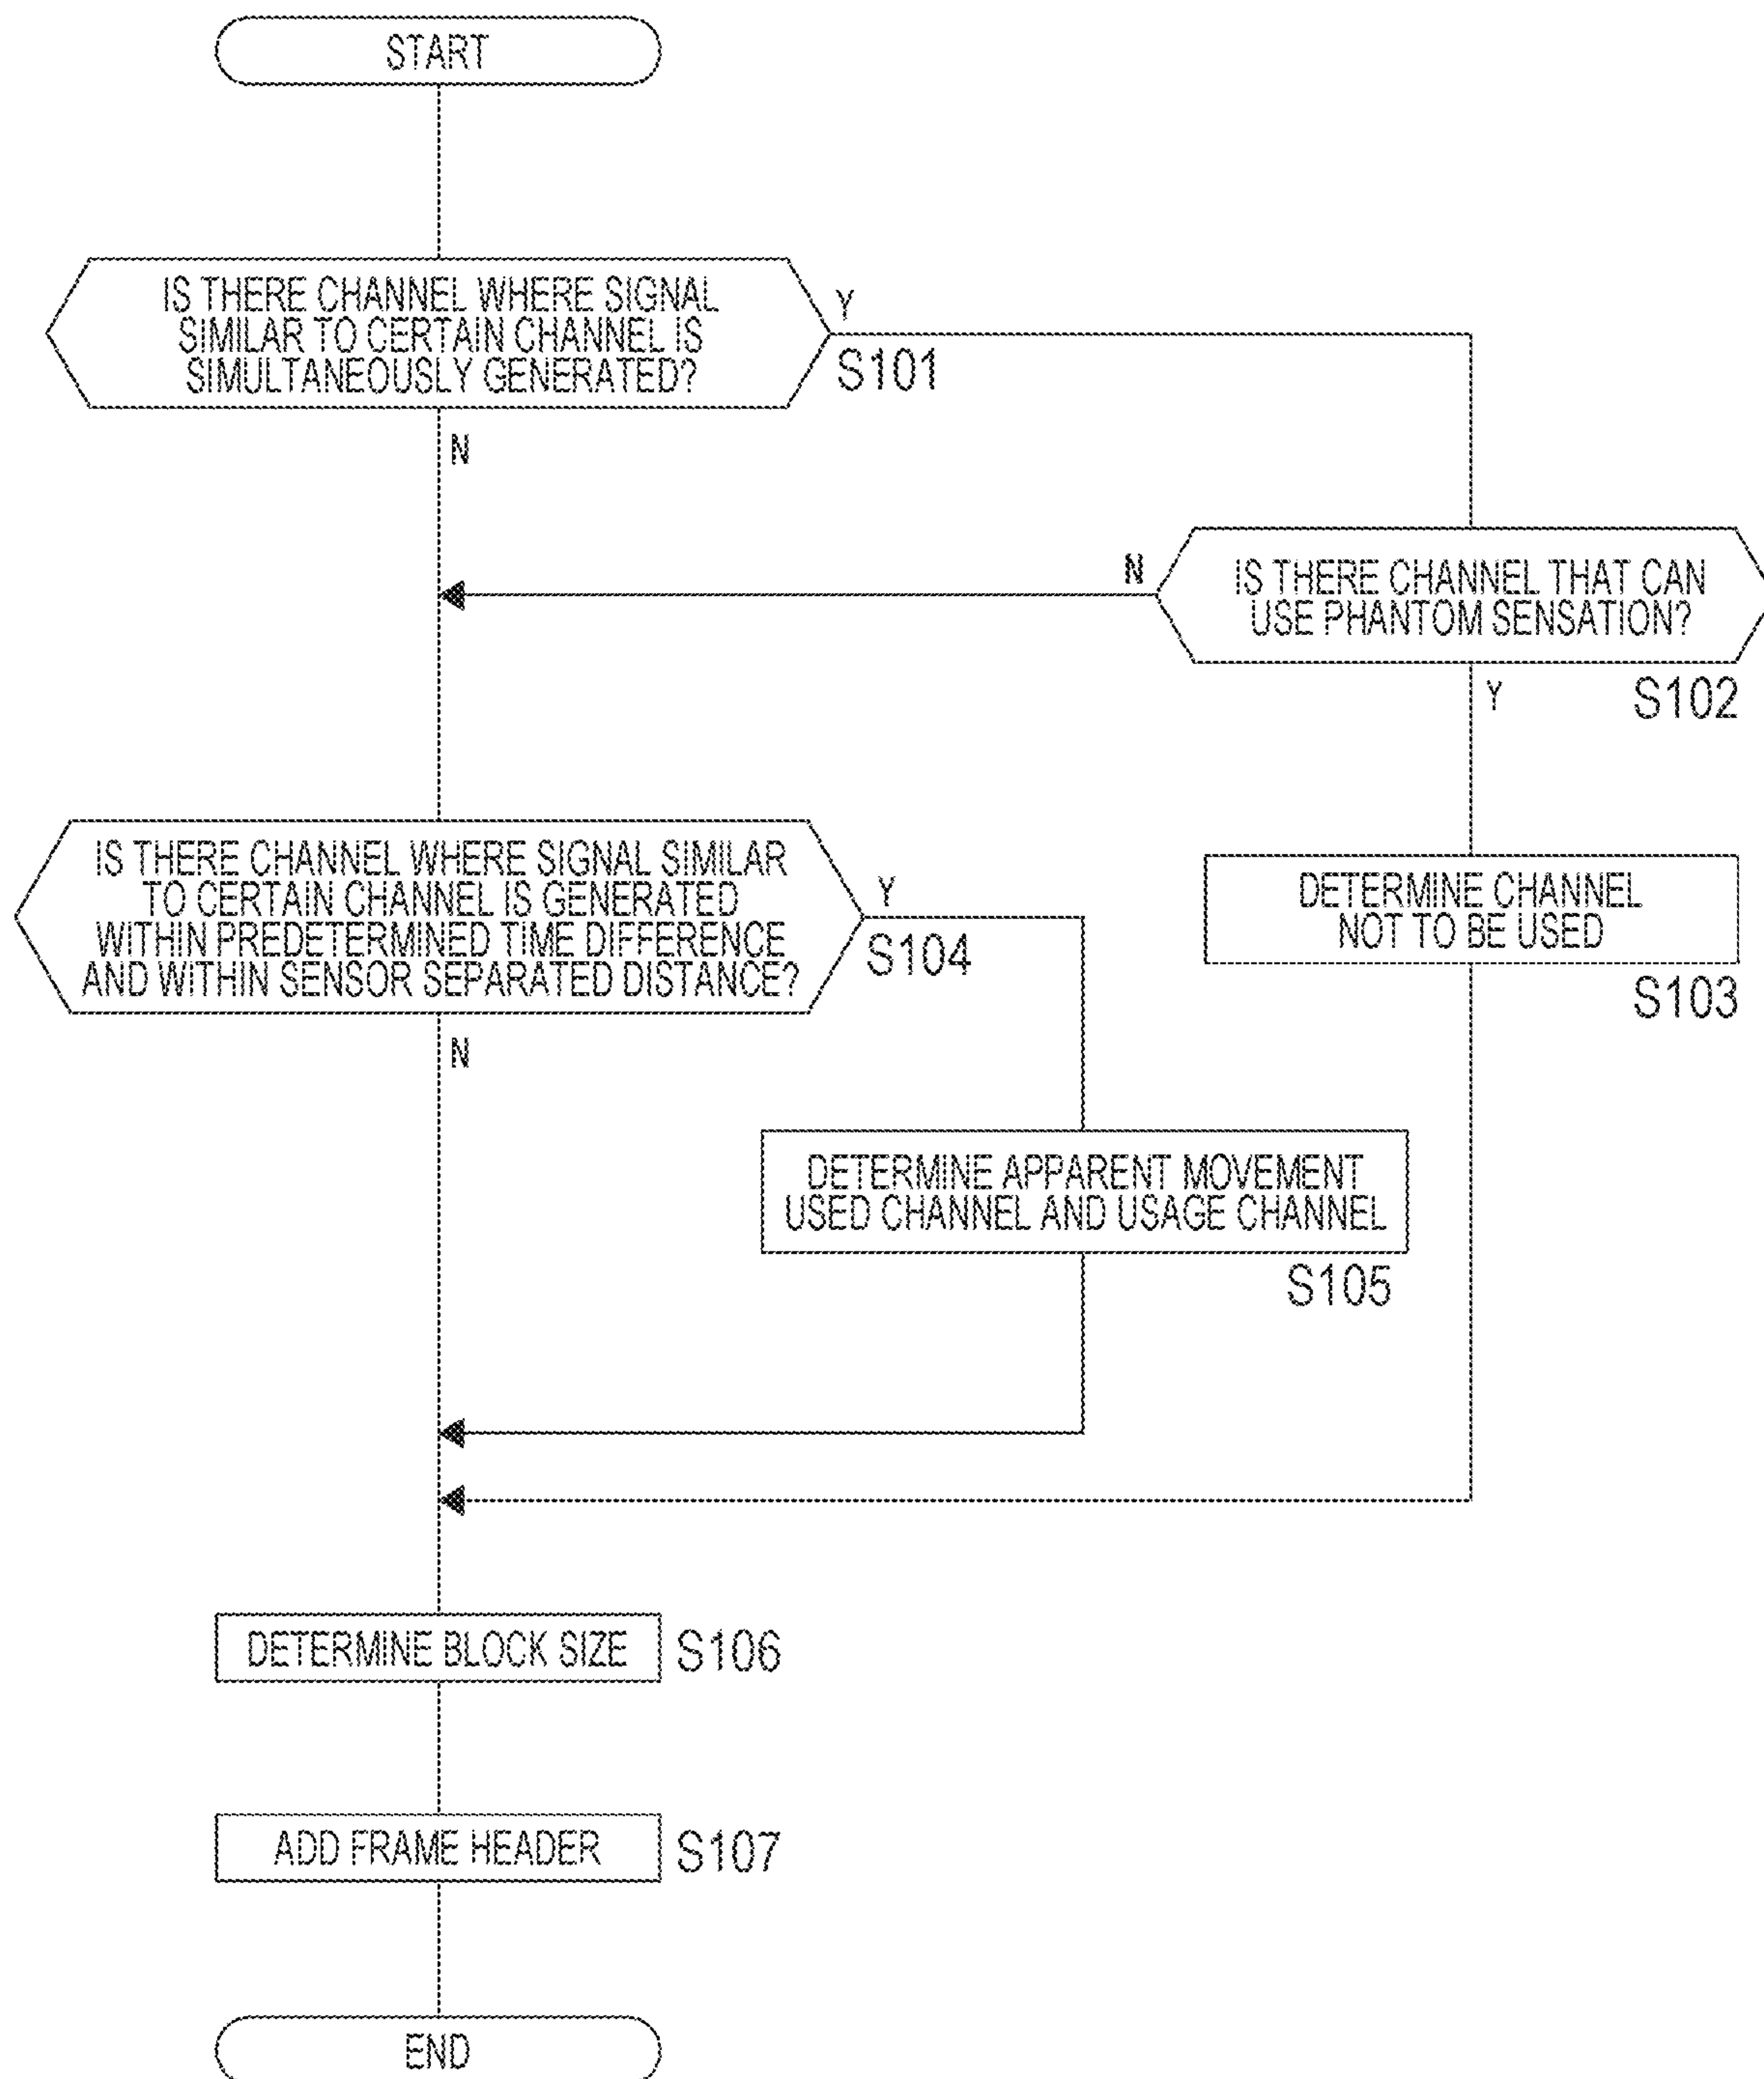 START
IS THERE CHANNEL WHERE SIGNAL
SIMILAR TO CERTAIN CHANNEL IS
SIMULTANEOUSLY GENERATED?
Y
S101
N
IS THERE CHANNEL THAT CAN
USE PHANTOM SENSATION?
N
Y
S102
DETERMINE CHANNEL
NOT TO BE USED
S103
IS THERE CHANNEL WHERE SIGNAL SIMILAR
TO CERTAIN CHANNEL IS GENERATED
WITHIN PREDETERMINED TIME DIFFERENCE
AND WITHIN SENSOR SEPARATED DISTANCE?
Y
S104
N
DETERMINE APPARENT MOVEMENT
USED CHANNEL AND USAGE CHANNEL
S105
DETERMINE BLOCK SIZE
S106
ADD FRAME HEADER
S107
END